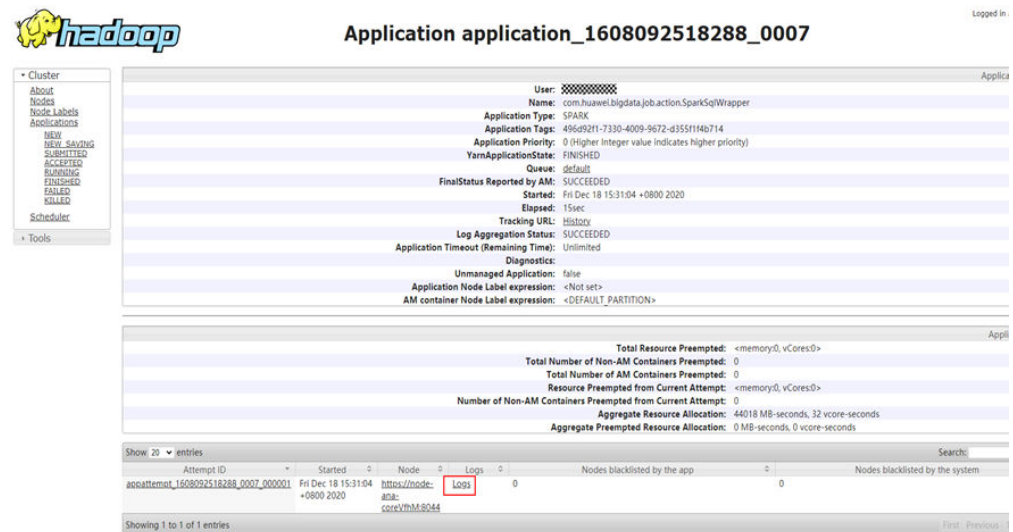 hadoop
Application application_1608092518288_0007
Logged in
Cluster
About
Nodes
Node Labels
Applications
NEW
NEW_SAVING
SUBMITTED
ACCEPTED
RUNNING
FINISHED
FAILED
KILLED
Scheduler
Tools
User:
Name: com.huawei.bigdata.job.action.SparkSqlWrapper
Application Type: SPARK
Application Tags: 496d92f1-7330-4009-9672-d355f1f4b714
Application Priority: 0 (Higher Integer value indicates higher priority)
YarnApplicationState: FINISHED
Queue: default
FinalStatus Reported by AM: SUCCEEDED
Started: Fri Dec 18 15:31:04 +0800 2020
Elapsed: 15sec
Tracking URL: History
Log Aggregation Status: SUCCEEDED
Application Timeout (Remaining Time): Unlimited
Diagnostics:
Unmanaged Application: false
Application Node Label expression: <Not set>
AM container Node Label expression: <DEFAULT_PARTITION>
Total Resource Preempted: <memory:0, vCores:0>
Total Number of Non-AM Containers Preempted: 0
Total Number of AM Containers Preempted: 0
Resource Preempted from Current Attempt: <memory:0, vCores:0>
Number of Non-AM Containers Preempted from Current Attempt: 0
Aggregate Resource Allocation: 44018 MB-seconds, 32 vcore-seconds
Aggregate Preempted Resource Allocation: 0 MB-seconds, 0 vcore-seconds
Show 20 entries Search:
Attempt ID Started Node Logs Nodes blacklisted by the app Nodes blacklisted by the system
appattempt_1608092518288_0007_000001 Fri Dec 18 15:31:04 https://node- Logs 0 0
+0800 2020 ana-
coreVfhM:8044
Showing 1 to 1 of 1 entries First Previous